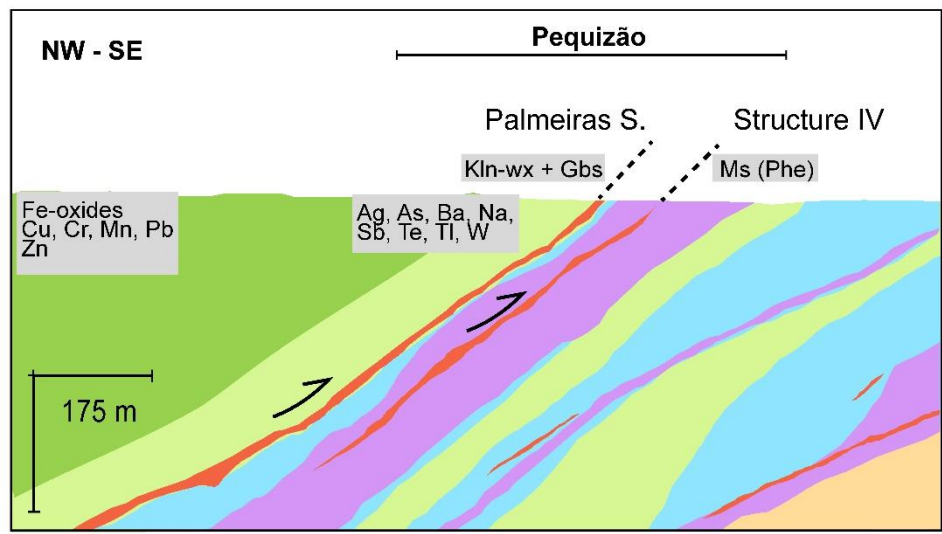 NW - SE
Pequizão
Palmeiras S.
Structure IV
Kln-wx + Gbs
Ms (Phe)
Fe-oxides
Cu, Cr, Mn, Pb
Zn
Ag, As, Ba, Na,
Sb, Te, Tl, W
175 m